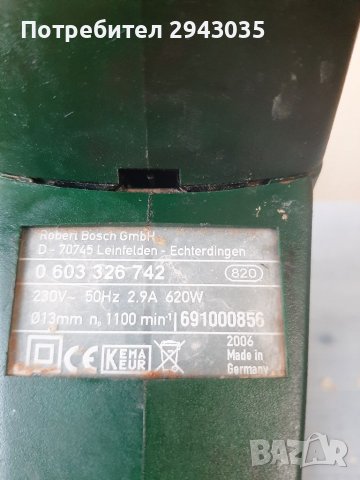 Потребител 2943035
Robert Bosch GmbH
D - 70745 Leinfelden - Echterdingen
0 603 326 742 820
230V~ 50Hz 2.9A 620W
Ø13mm n₀ 1100 min⁻¹ 691000856
KEMA KEUR
2006
Made in
Germany
BAZAR